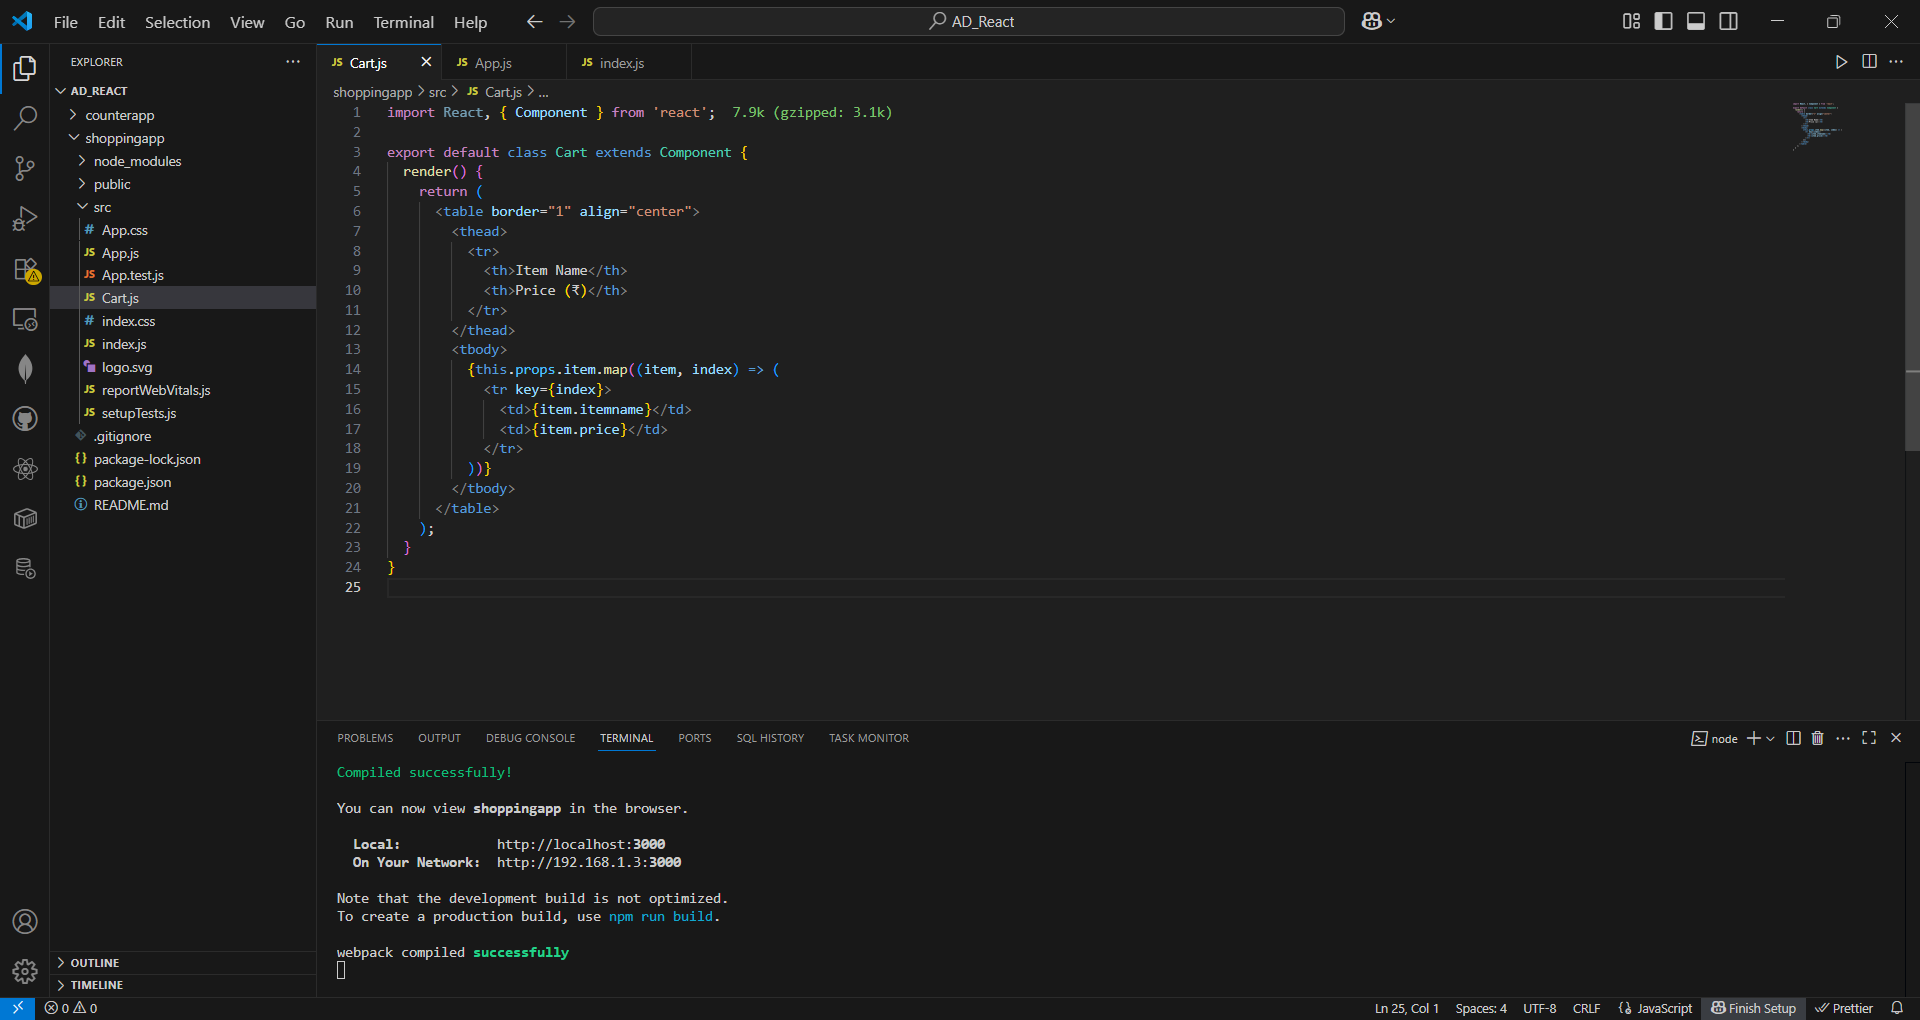 File Edit Selection View Go Run Terminal Help
AD_React
EXPLORER
AD_REACT
counterapp
shoppingapp
node_modules
public
src
# App.css
JS App.js
JS App.test.js
JS Cart.js
# index.css
JS index.js
logo.svg
JS reportWebVitals.js
JS setupTests.js
.gitignore
{} package-lock.json
{} package.json
README.md
OUTLINE
TIMELINE
JS Cart.js
JS App.js
JS index.js
shoppingapp > src > JS Cart.js > ...
1 import React, { Component } from 'react'; 7.9k (gzipped: 3.1k)
2
3 export default class Cart extends Component {
4 render() {
5 return (
6 <table border="1" align="center">
7 <thead>
8 <tr>
9 <th>Item Name</th>
10 <th>Price (₹)</th>
11 </tr>
12 </thead>
13 <tbody>
14 {this.props.item.map((item, index) => (
15 <tr key={index}>
16 <td>{item.itemname}</td>
17 <td>{item.price}</td>
18 </tr>
19 ))}
20 </tbody>
21 </table>
22 );
23 }
24 }
25
PROBLEMS OUTPUT DEBUG CONSOLE TERMINAL PORTS SQL HISTORY TASK MONITOR
node
Compiled successfully!
You can now view shoppingapp in the browser.
Local: http://localhost:3000
On Your Network: http://192.168.1.3:3000
Note that the development build is not optimized.
To create a production build, use npm run build.
webpack compiled successfully
0 0
Ln 25, Col 1 Spaces: 4 UTF-8 CRLF {} JavaScript Finish Setup Prettier